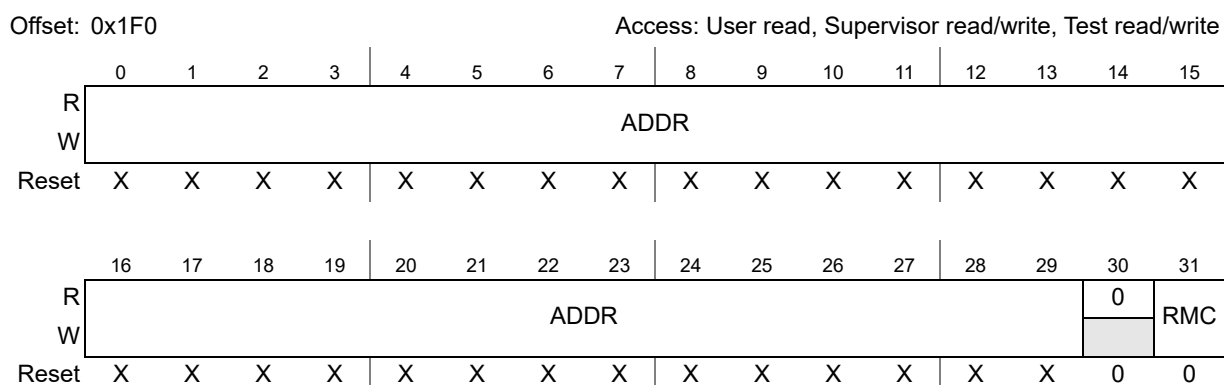 Offset: 0x1F0 Access: User read, Supervisor read/write, Test read/write
0 1 2 3 4 5 6 7 8 9 10 11 12 13 14 15
R
ADDR
W
Reset X X X X X X X X X X X X X X X X
16 17 18 19 20 21 22 23 24 25 26 27 28 29 30 31
R 0
ADDR RMC
W
Reset X X X X X X X X X X X X X X 0 0